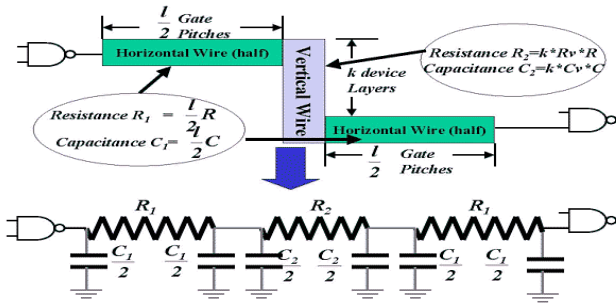 l/2 Gate Pitches
Horizontal Wire (half)
Vertical Wire
k device Layers
Resistance R₂=k*Rv*R
Capacitance C₂=k*Cv*C
Resistance R₁ = l/2 R
Capacitance C₁= l/2 C
Horizontal Wire (half)
l/2 Gate Pitches
R₁ R₂ R₁
C₁/2 C₁/2 C₂/2 C₂/2 C₁/2 C₁/2